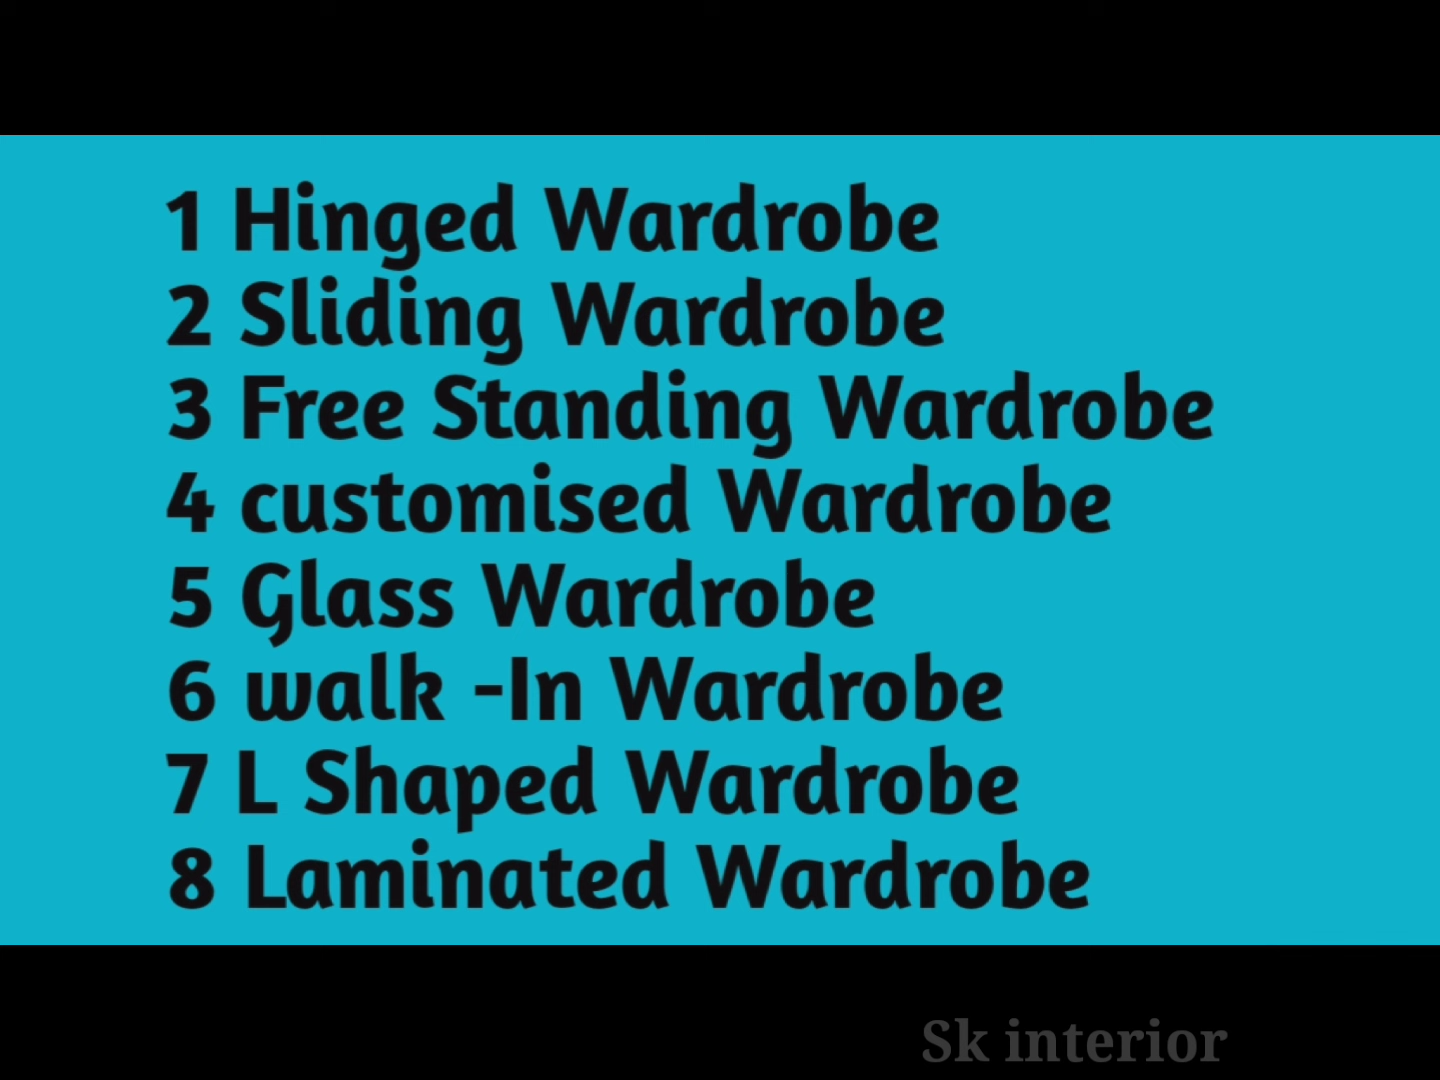 1 Hinged Wardrobe
2 Sliding Wardrobe
3 Free Standing Wardrobe
4 customised Wardrobe
5 Glass Wardrobe
6 walk -In Wardrobe
7 L Shaped Wardrobe
8 Laminated Wardrobe
Sk interior